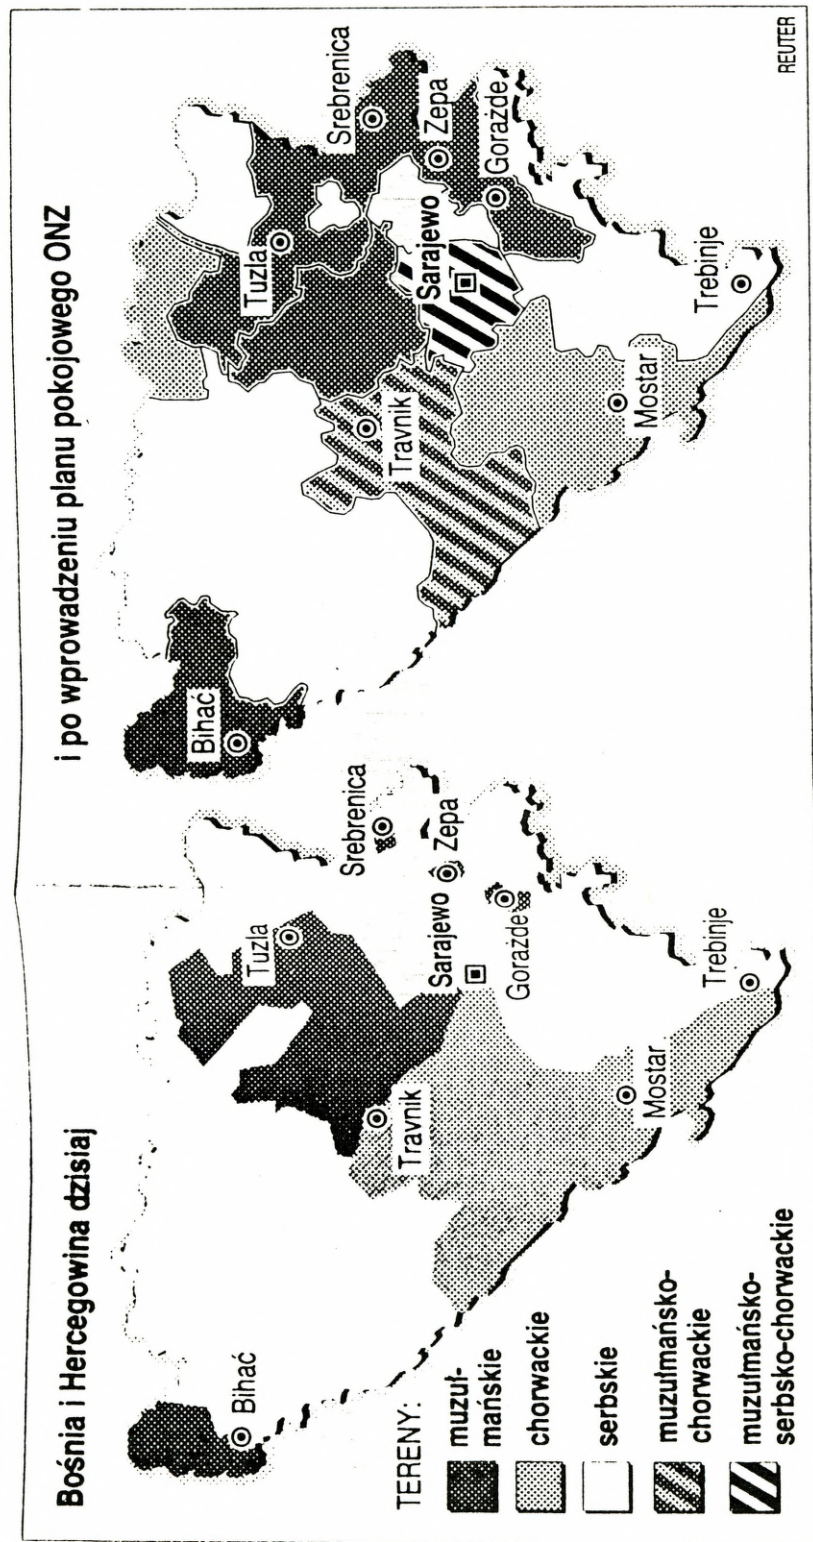 Bośnia i Hercegowina dzisiaj
Bihać
Tuzla
Travnik
Srebrenica
Zepa
Sarajewo
Gorażde
Mostar
Trebinje
TERENY:
muzuł-
mańskie
chorwackie
serbskie
muzułmańsko-
chorwackie
muzułmańsko-
serbsko-chorwackie
i po wprowadzeniu planu pokojowego ONZ
Bihać
Tuzla
Travnik
Srebrenica
Zepa
Sarajewo
Gorażde
Mostar
Trebinje
REUTER